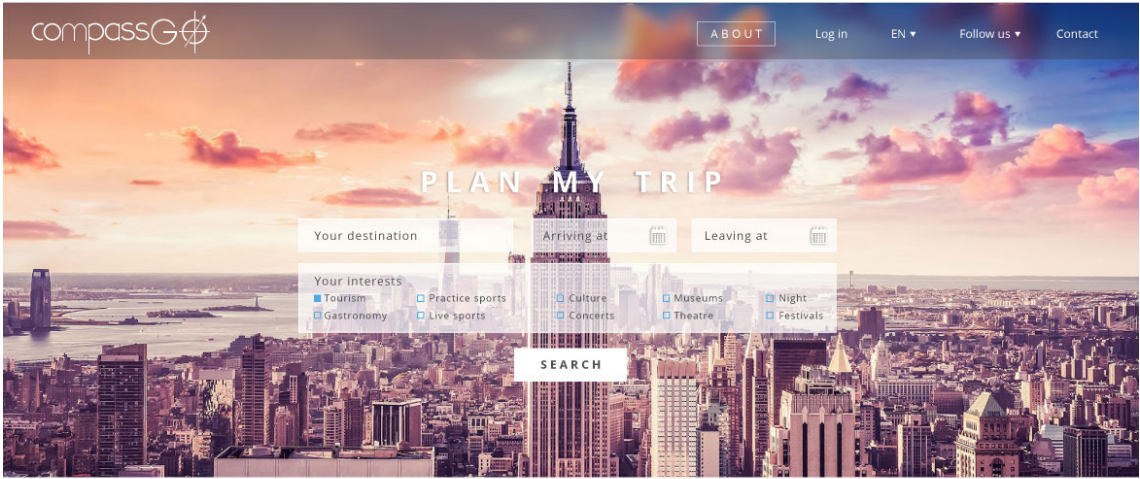 compassGO
ABOUT Log in EN ▾ Follow us ▾ Contact
PLAN MY TRIP
Your destination Arriving at Leaving at
Your interests
Tourism Practice sports Culture Museums Night
Gastronomy Live sports Concerts Theatre Festivals
SEARCH